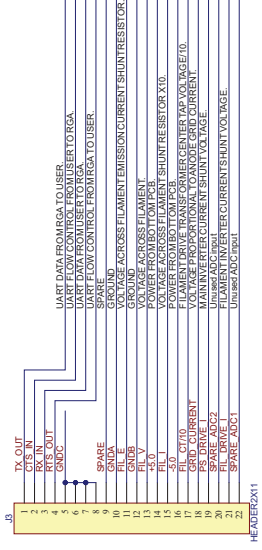 J3
TX_OUT
CTS_IN
RX_IN
RTS_OUT
GNDC
SPARE
GNDA
FIL_E
GNDB
FIL_V
+5.0
FIL_I
-5.0
FIL_CT/10
GRID_CURRENT
PS_DRIVE_I
SPARE_ADC2
FIL_DRIVE_I
SPARE_ADC1
1
2
3
4
5
6
7
8
9
10
11
12
13
14
15
16
17
18
19
20
21
22
HEADER2X11
UART DATA FROM RGA TO USER.
UART FLOW CONTROL FROM USER TO RGA.
UART DATA FROM USER TO RGA.
UART FLOW CONTROL FROM RGA TO USER.
SPARE
GROUND
VOLTAGE ACROSS FILAMENT EMISSION CURRENT SHUNT RESISTOR.
GROUND
VOLTAGE ACROSS FILAMENT.
POWER FROM BOTTOM PCB.
VOLTAGE ACROSS FILAMENT SHUNT RESISTOR X10.
POWER FROM BOTTOM PCB.
FILAMENT DRIVE TRANSFORMER CENTER TAP VOLTAGE/10.
VOLTAGE PROPORTIONAL TO ANODE GRID CURRENT.
MAIN INVERTER CURRENT SHUNT VOLTAGE.
Unused ADC input
FILAMENT INVERTER CURRENT SHUNT VOLTAGE.
Unused ADC input